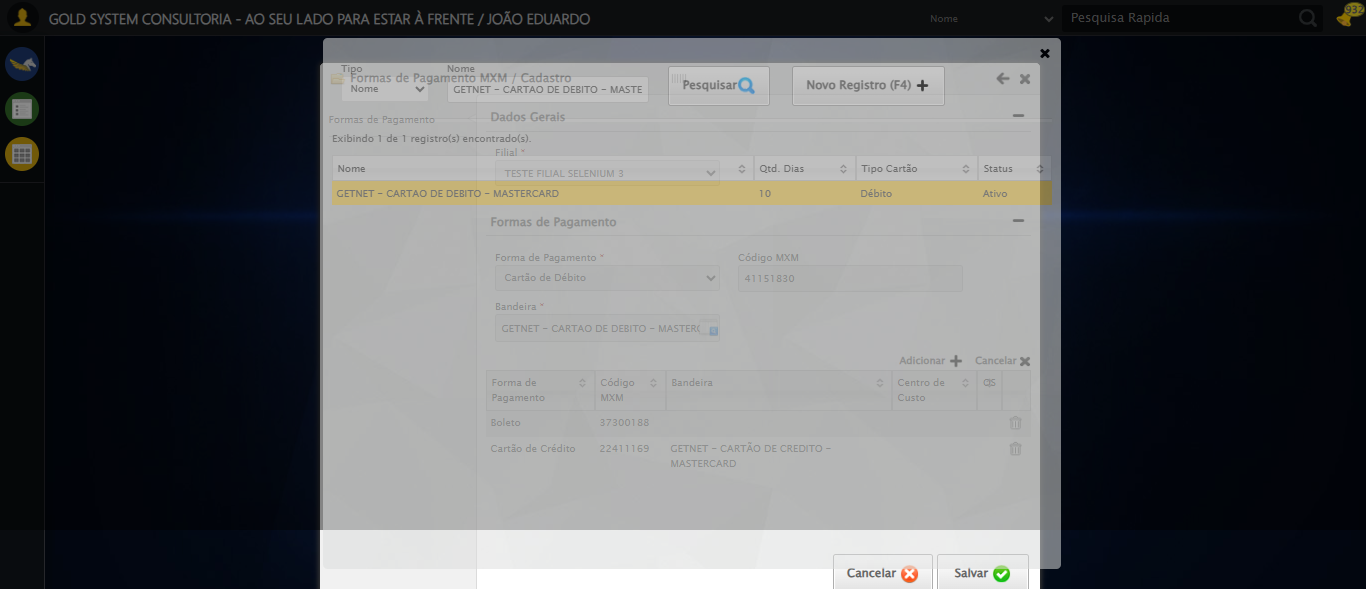 GOLD SYSTEM CONSULTORIA - AO SEU LADO PARA ESTAR À FRENTE / JOÃO EDUARDO
Nome
Pesquisa Rapida
932
Tipo
Nome
Formas de Pagamento MXM / Cadastro
Nome
GETNET - CARTAO DE DEBITO - MASTE
Pesquisar
Novo Registro (F4)
Formas de Pagamento
Dados Gerais
Exibindo 1 de 1 registro(s) encontrado(s).
Filial *
TESTE FILIAL SELENIUM 3
Nome
Qtd. Dias
Tipo Cartão
Status
GETNET - CARTAO DE DEBITO - MASTERCARD
10
Débito
Ativo
Formas de Pagamento
Forma de Pagamento *
Código MXM
Cartão de Débito
41151830
Bandeira *
GETNET - CARTAO DE DEBITO - MASTERC
Adicionar
Cancelar
Forma de
Pagamento
Código
MXM
Bandeira
Centro de
Custo
Boleto
37300188
Cartão de Crédito
22411169
GETNET - CARTÃO DE CREDITO -
MASTERCARD
Cancelar
Salvar